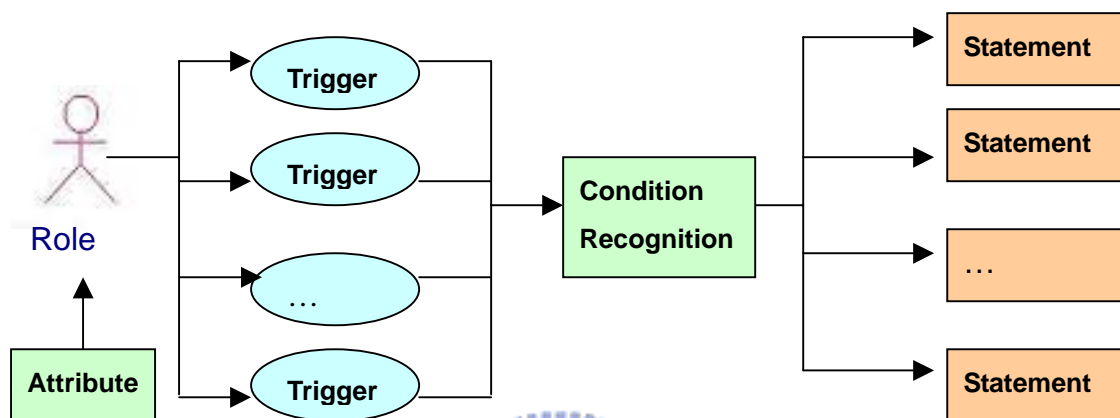 Role
Attribute
Trigger
Trigger
...
Trigger
Condition
Recognition
Statement
Statement
...
Statement